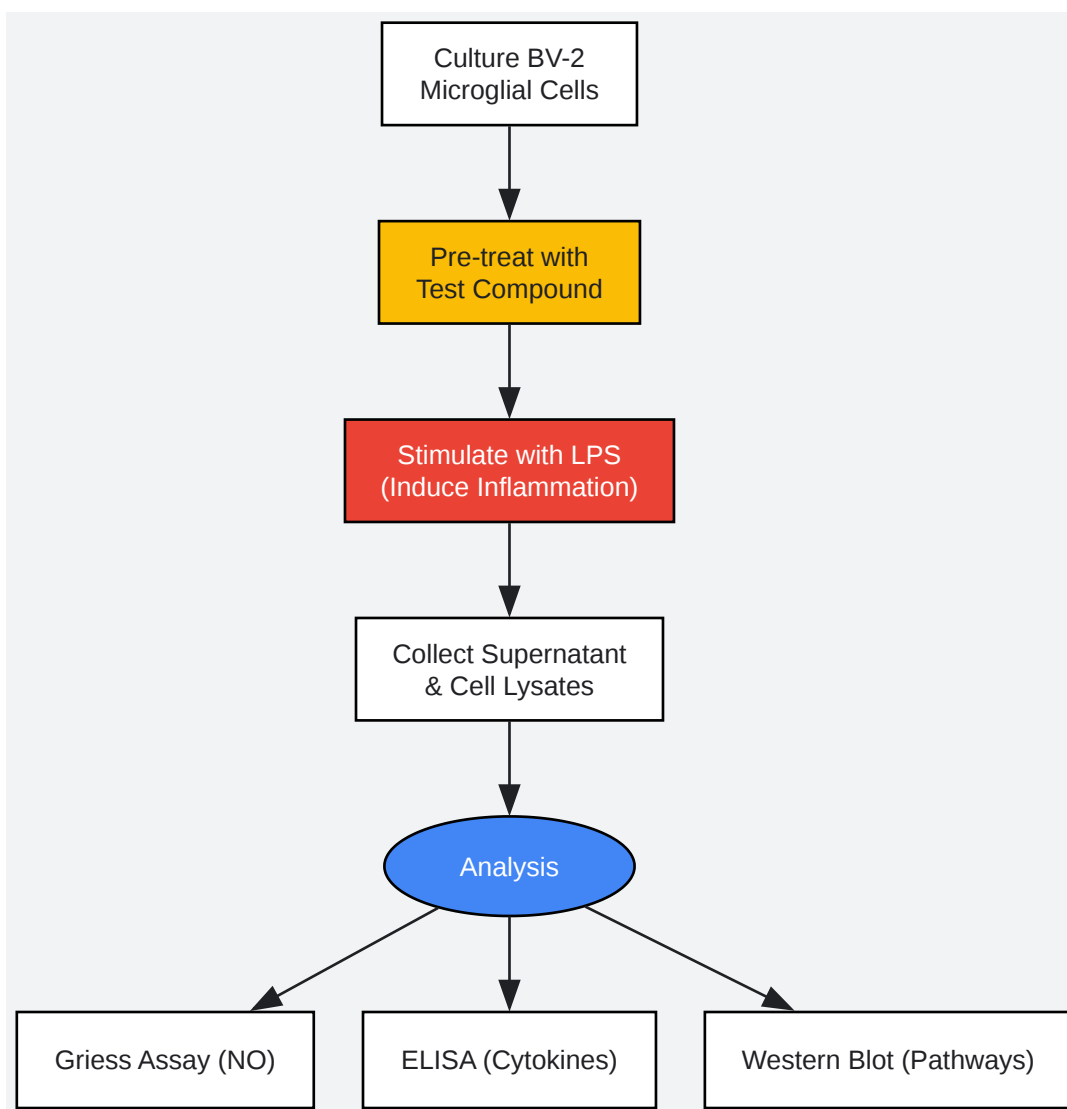 Culture BV-2
Microglial Cells
Pre-treat with
Test Compound
Stimulate with LPS
(Induce Inflammation)
Collect Supernatant
& Cell Lysates
Analysis
Griess Assay (NO)
ELISA (Cytokines)
Western Blot (Pathways)